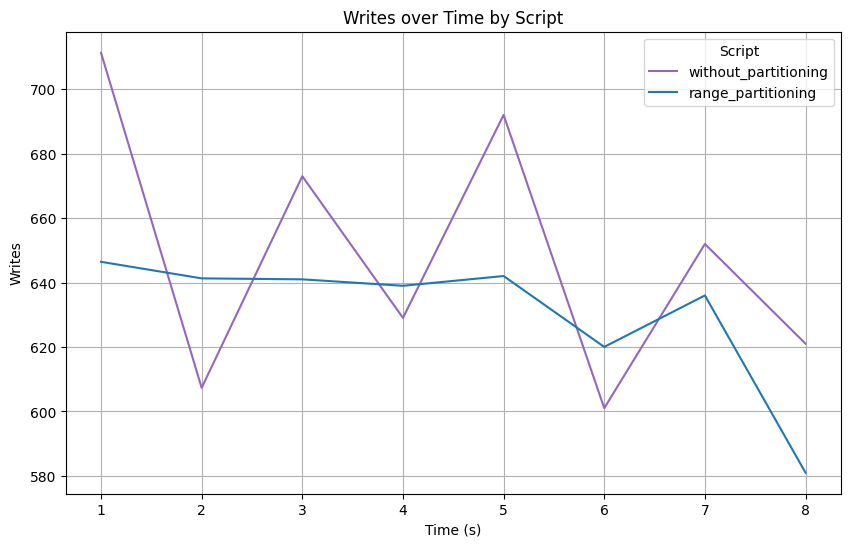 Writes over Time by Script
Script
without_partitioning
range_partitioning
Writes
700
680
660
640
620
600
580
1 2 3 4 5 6 7 8
Time (s)